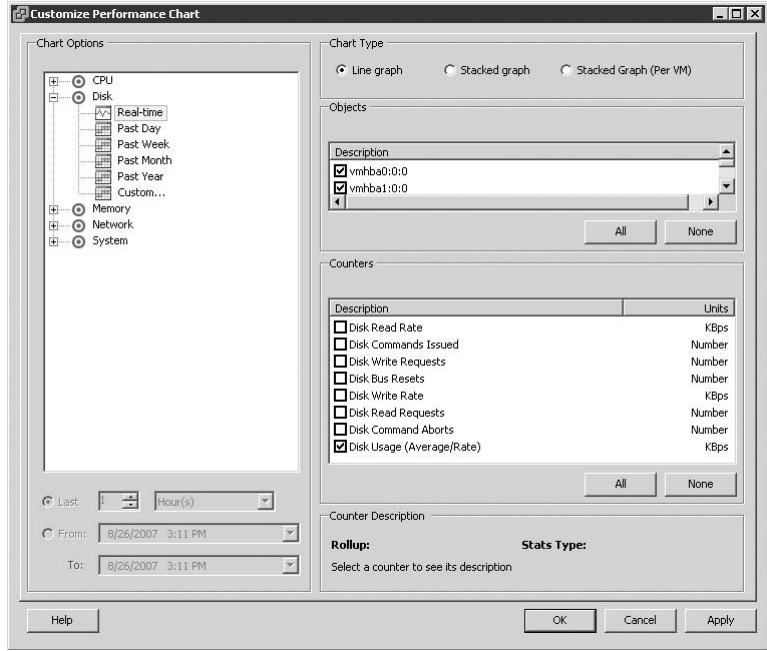 Customize Performance Chart
Chart Options
CPU
Disk
Real-time
Past Day
Past Week
Past Month
Past Year
Custom...
Memory
Network
System
Last 1 Hour(s)
From: 8/26/2007 3:11 PM
To: 8/26/2007 3:11 PM
Chart Type
Line graph Stacked graph Stacked Graph (Per VM)
Objects
Description
vmhba0:0:0
vmhba1:0:0
All None
Counters
Description Units
Disk Read Rate KBps
Disk Commands Issued Number
Disk Write Requests Number
Disk Bus Resets Number
Disk Write Rate KBps
Disk Read Requests Number
Disk Command Aborts Number
Disk Usage (Average/Rate) KBps
All None
Counter Description
Rollup: Stats Type:
Select a counter to see its description
Help OK Cancel Apply